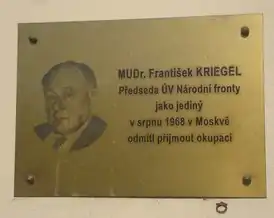 MUDr. František KRIEGEL
Předseda ÚV Národní fronty
jako jediný
v srpnu 1968 v Moskvě
odmítl přijmout okupaci